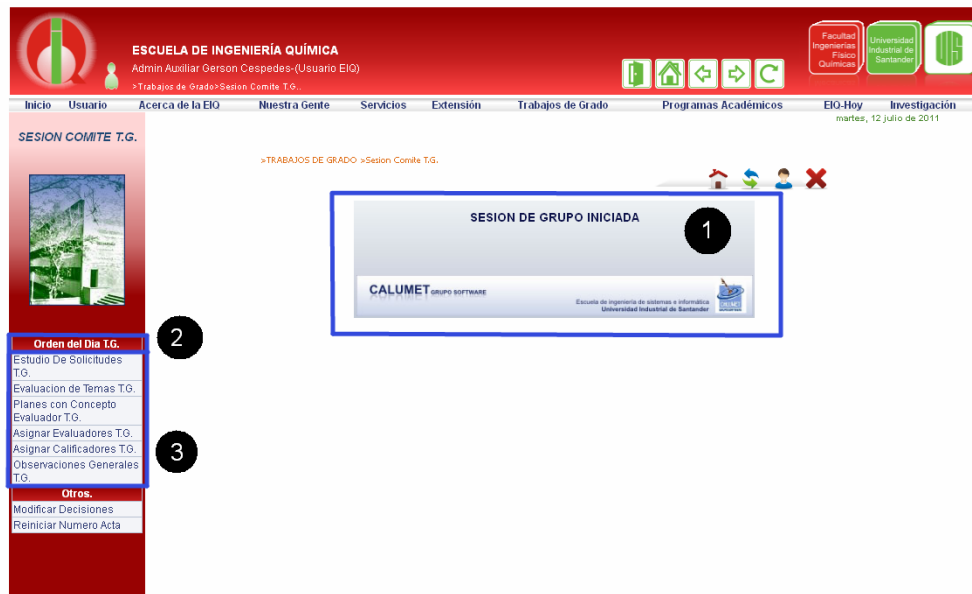 ESCUELA DE INGENIERÍA QUÍMICA
Admin Auxiliar Gerson Cespedes-(Usuario EIQ)
>Trabajos de Grado>Sesion Comite T.G..
Facultad
Ingenierías
Físico
Químicas
Universidad
Industrial de
Santander
Inicio Usuario Acerca de la EIQ Nuestra Gente Servicios Extensión Trabajos de Grado Programas Académicos EIQ-Hoy Investigación
martes, 12 julio de 2011
SESION COMITE T.G.
>TRABAJOS DE GRADO >Sesion Comite T.G.
SESION DE GRUPO INICIADA
1
CALUMET GRUPO SOFTWARE
Escuela de ingeniería de sistemas e informática
Universidad Industrial de Santander
CALUMET
2
Orden del Dia T.G.
Estudio De Solicitudes
T.G.
Evaluacion de Temas T.G.
Planes con Concepto
Evaluador T.G.
Asignar Evaluadores T.G.
Asignar Calificadores T.G.
3
Observaciones Generales
T.G.
Otros.
Modificar Decisiones
Reiniciar Numero Acta